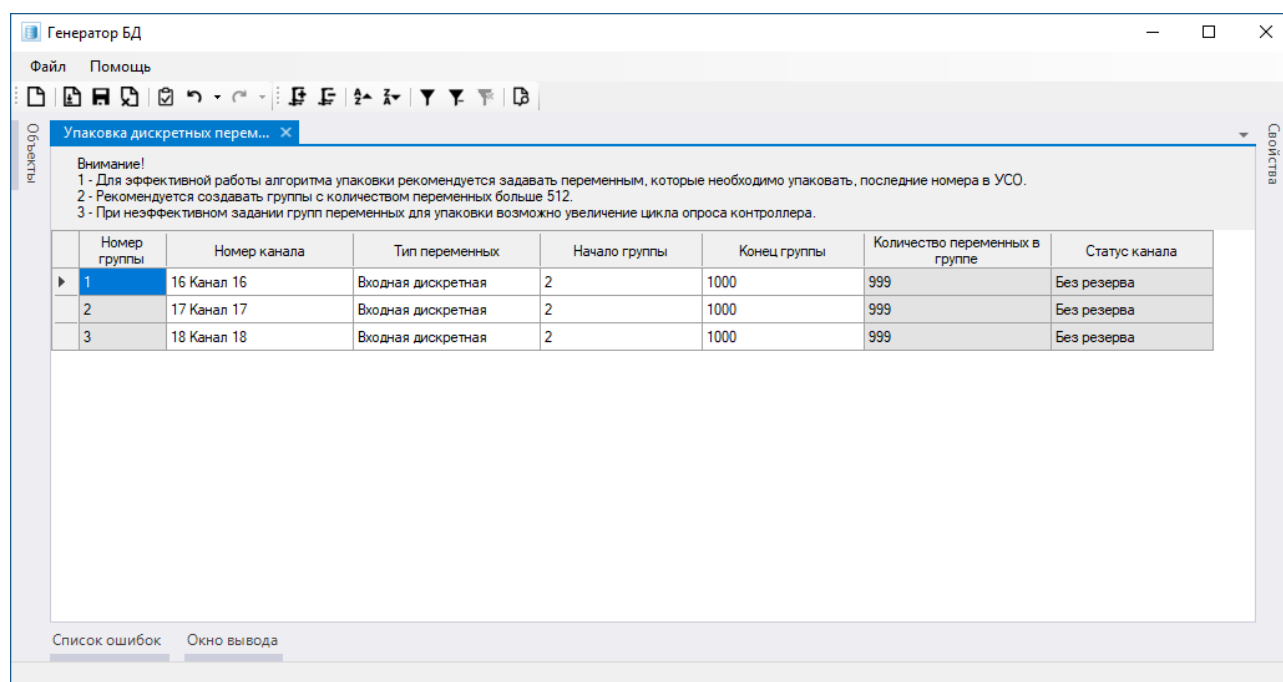 Генератор БД
Файл Помощь
Объекты
Упаковка дискретных перем...
Свойства
Внимание!
1 - Для эффективной работы алгоритма упаковки рекомендуется задавать переменным, которые необходимо упаковать, последние номера в УСО.
2 - Рекомендуется создавать группы с количеством переменных больше 512.
3 - При неэффективном задании групп переменных для упаковки возможно увеличение цикла опроса контроллера.
Номер группы Номер канала Тип переменных Начало группы Конец группы Количество переменных в группе Статус канала
1 16 Канал 16 Входная дискретная 2 1000 999 Без резерва
2 17 Канал 17 Входная дискретная 2 1000 999 Без резерва
3 18 Канал 18 Входная дискретная 2 1000 999 Без резерва
Список ошибок Окно вывода